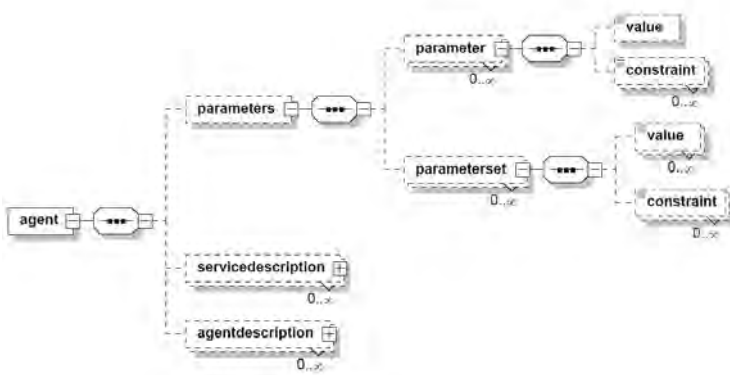 value
parameter
0..∞
constraint
0..∞
parameters
value
parameterset
0..∞
0..∞
constraint
agent
0..∞
servicedescription
0..∞
agentdescription
0..∞